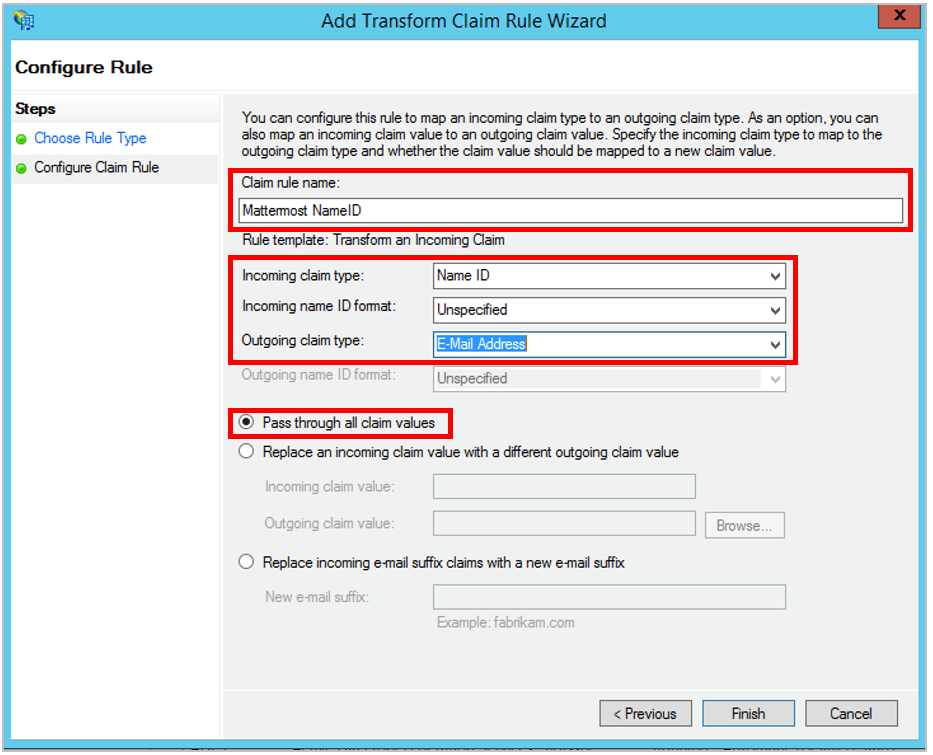 Add Transform Claim Rule Wizard
X
Configure Rule
Steps
Choose Rule Type
Configure Claim Rule
You can configure this rule to map an incoming claim type to an outgoing claim type. As an option, you can
also map an incoming claim value to an outgoing claim value. Specify the incoming claim type to map to the
outgoing claim type and whether the claim value should be mapped to a new claim value.
Claim rule name:
Mattermost NameID
Rule template: Transform an Incoming Claim
Incoming claim type: Name ID
Incoming name ID format: Unspecified
Outgoing claim type: E-Mail Address
Outgoing name ID format: Unspecified
Pass through all claim values
Replace an incoming claim value with a different outgoing claim value
Incoming claim value:
Outgoing claim value: Browse...
Replace incoming e-mail suffix claims with a new e-mail suffix
New e-mail suffix:
Example: fabrikam.com
< Previous Finish Cancel